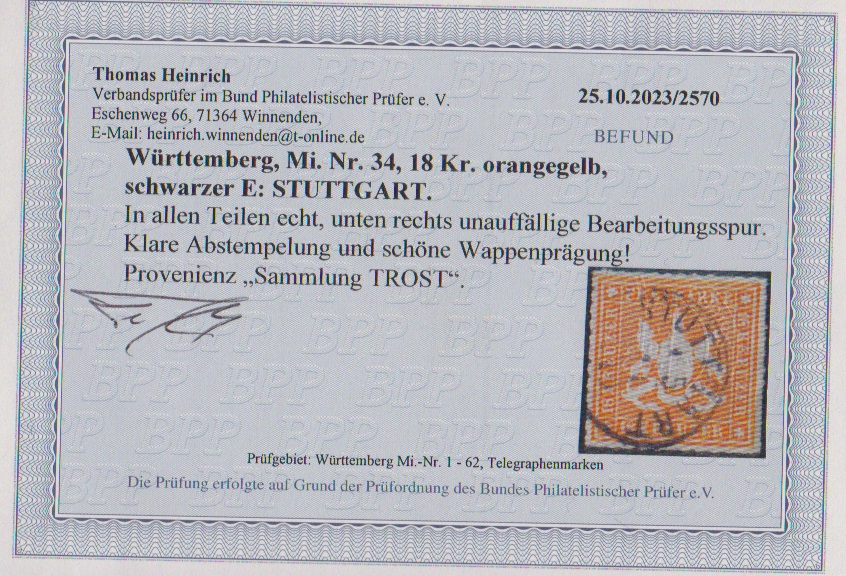 Thomas Heinrich
Verbandsprüfer im Bund Philatelistischer Prüfer e. V.
Eschenweg 66, 71364 Winnenden,
E-Mail: heinrich.winnenden@t-online.de
25.10.2023/2570
BEFUND
Württemberg, Mi. Nr. 34, 18 Kr. orangegelb,
schwarzer E: STUTTGART.
In allen Teilen echt, unten rechts unauffällige Bearbeitungsspur.
Klare Abstempelung und schöne Wappenprägung!
Provenienz „Sammlung TROST“.
STUTTGART
Prüfgebiet: Württemberg Mi.-Nr. 1 - 62, Telegraphenmarken
Die Prüfung erfolgte auf Grund der Prüfordnung des Bundes Philatelistischer Prüfer e.V.